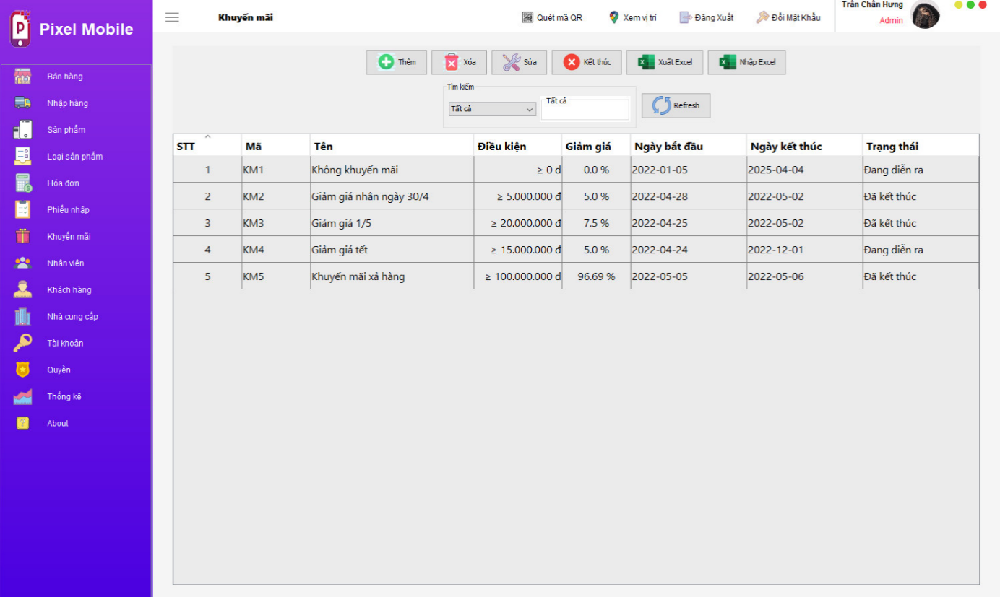 Pixel Mobile
Bán hàng
Nhập hàng
Sản phẩm
Loại sản phẩm
Hóa đơn
Phiếu nhập
Khuyến mãi
Nhân viên
Khách hàng
Nhà cung cấp
Tài khoản
Quyền
Thống kê
About
Khuyến mãi
Quét mã QR
Xem vị trí
Đăng Xuất
Đổi Mật Khẩu
Trần Chần Hưng
Admin
Thêm
Xóa
Sửa
Kết thúc
Xuất Excel
Nhập Excel
Tìm kiếm
Tất cả
Tất cả
Refresh
STT Mã Tên Điều kiện Giảm giá Ngày bắt đầu Ngày kết thúc Trạng thái
1 KM1 Không khuyến mãi ≥ 0 đ 0.0 % 2022-01-05 2025-04-04 Đang diễn ra
2 KM2 Giảm giá nhân ngày 30/4 ≥ 5.000.000 đ 5.0 % 2022-04-28 2022-05-02 Đã kết thúc
3 KM3 Giảm giá 1/5 ≥ 20.000.000 đ 7.5 % 2022-04-25 2022-05-02 Đã kết thúc
4 KM4 Giảm giá tết ≥ 15.000.000 đ 5.0 % 2022-04-24 2022-12-01 Đang diễn ra
5 KM5 Khuyến mãi xả hàng ≥ 100.000.000 đ 96.69 % 2022-05-05 2022-05-06 Đã kết thúc